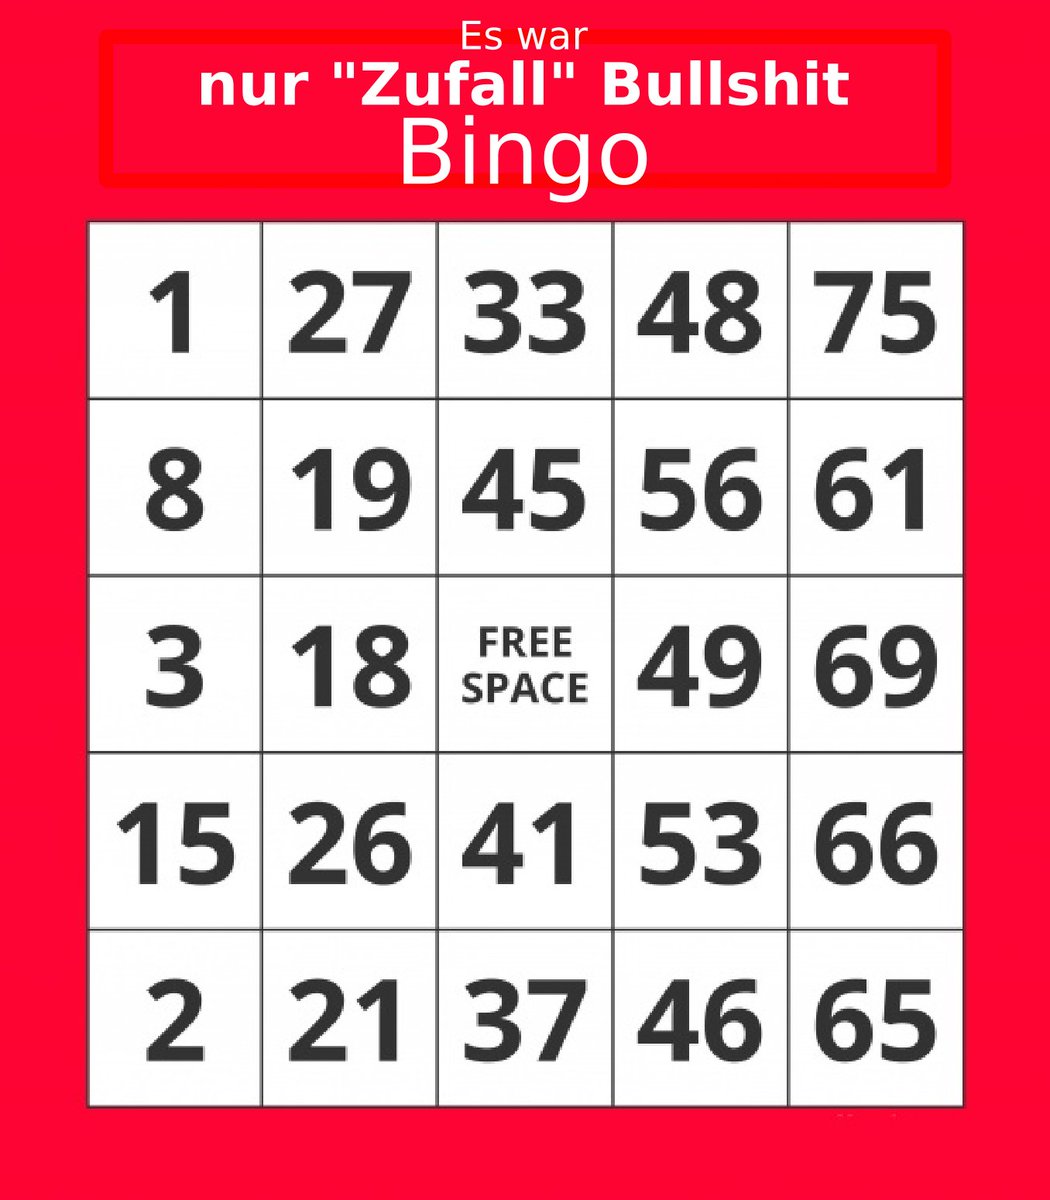 Es war
nur "Zufall" Bullshit
Bingo
1 27 33 48 75
8 19 45 56 61
3 18 FREE SPACE 49 69
15 26 41 53 66
2 21 37 46 65